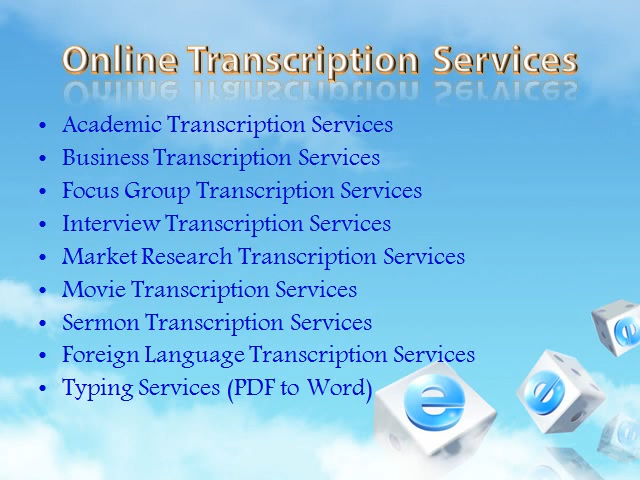 Online Transcription Services
• Academic Transcription Services
• Business Transcription Services
• Focus Group Transcription Services
• Interview Transcription Services
• Market Research Transcription Services
• Movie Transcription Services
• Sermon Transcription Services
• Foreign Language Transcription Services
• Typing Services (PDF to Word)
e
e
e